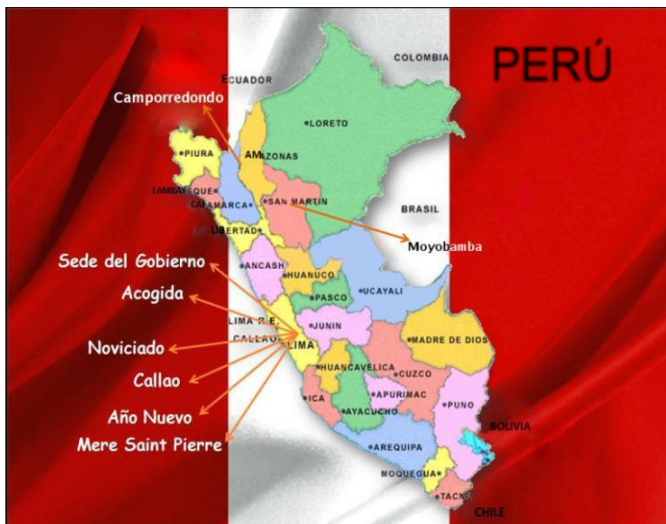 PERÚ
COLOMBIA
ECUADOR
Camporredondo
LORETO
PIURA
AMAZONAS
LAMBAYEQUE
CAJAMARCA
SAN MARTIN
BRASIL
LIBERTAD
Moyobamba
Sede del Gobierno
ANCASH
HUANUCO
Acogida
PASCO
UCAYALI
LIMA R.E.
JUNIN
CALLAO
LIMA
MADRE DE DIOS
Noviciado
HUANCAVELICA
CUZCO
Callao
ICA
APURIMAC
PUNO
AYACUCHO
Año Nuevo
BOLIVIA
Mere Saint Pierre
AREQUIPA
MOQUEGUA
TACNA
CHILE